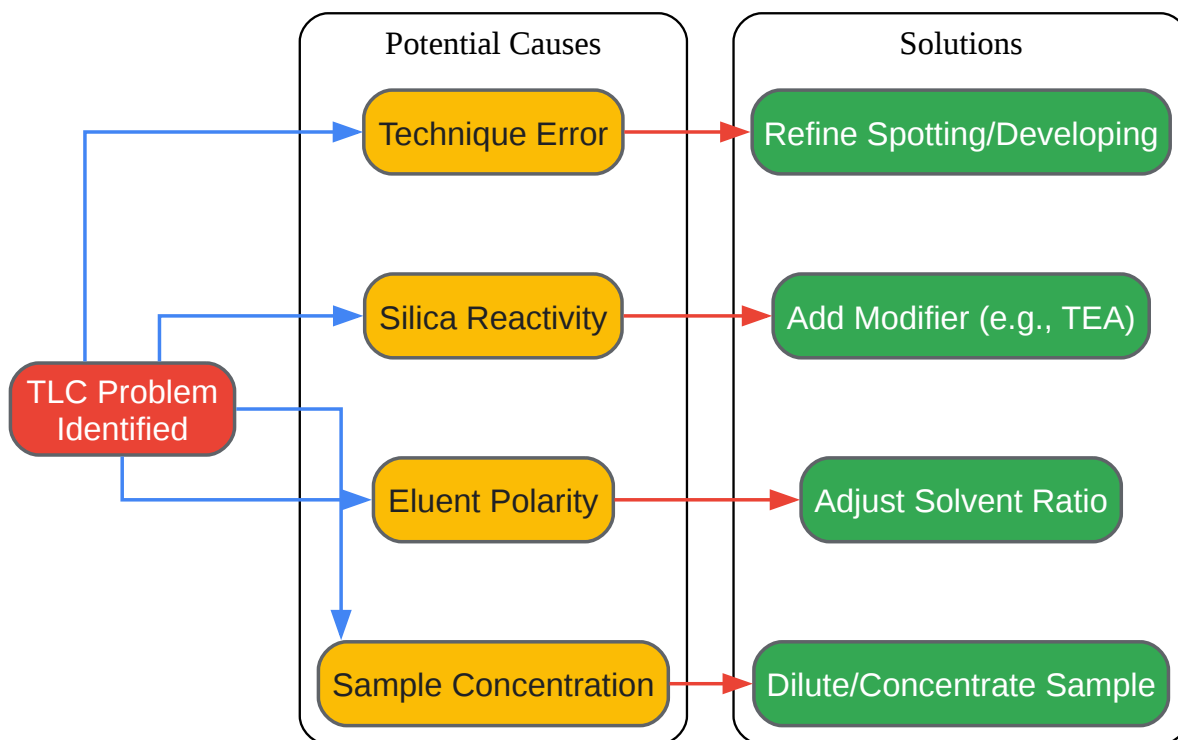 Potential Causes
Solutions
Technique Error
Refine Spotting/Developing
Silica Reactivity
Add Modifier (e.g., TEA)
TLC Problem
Identified
Eluent Polarity
Adjust Solvent Ratio
Sample Concentration
Dilute/Concentrate Sample